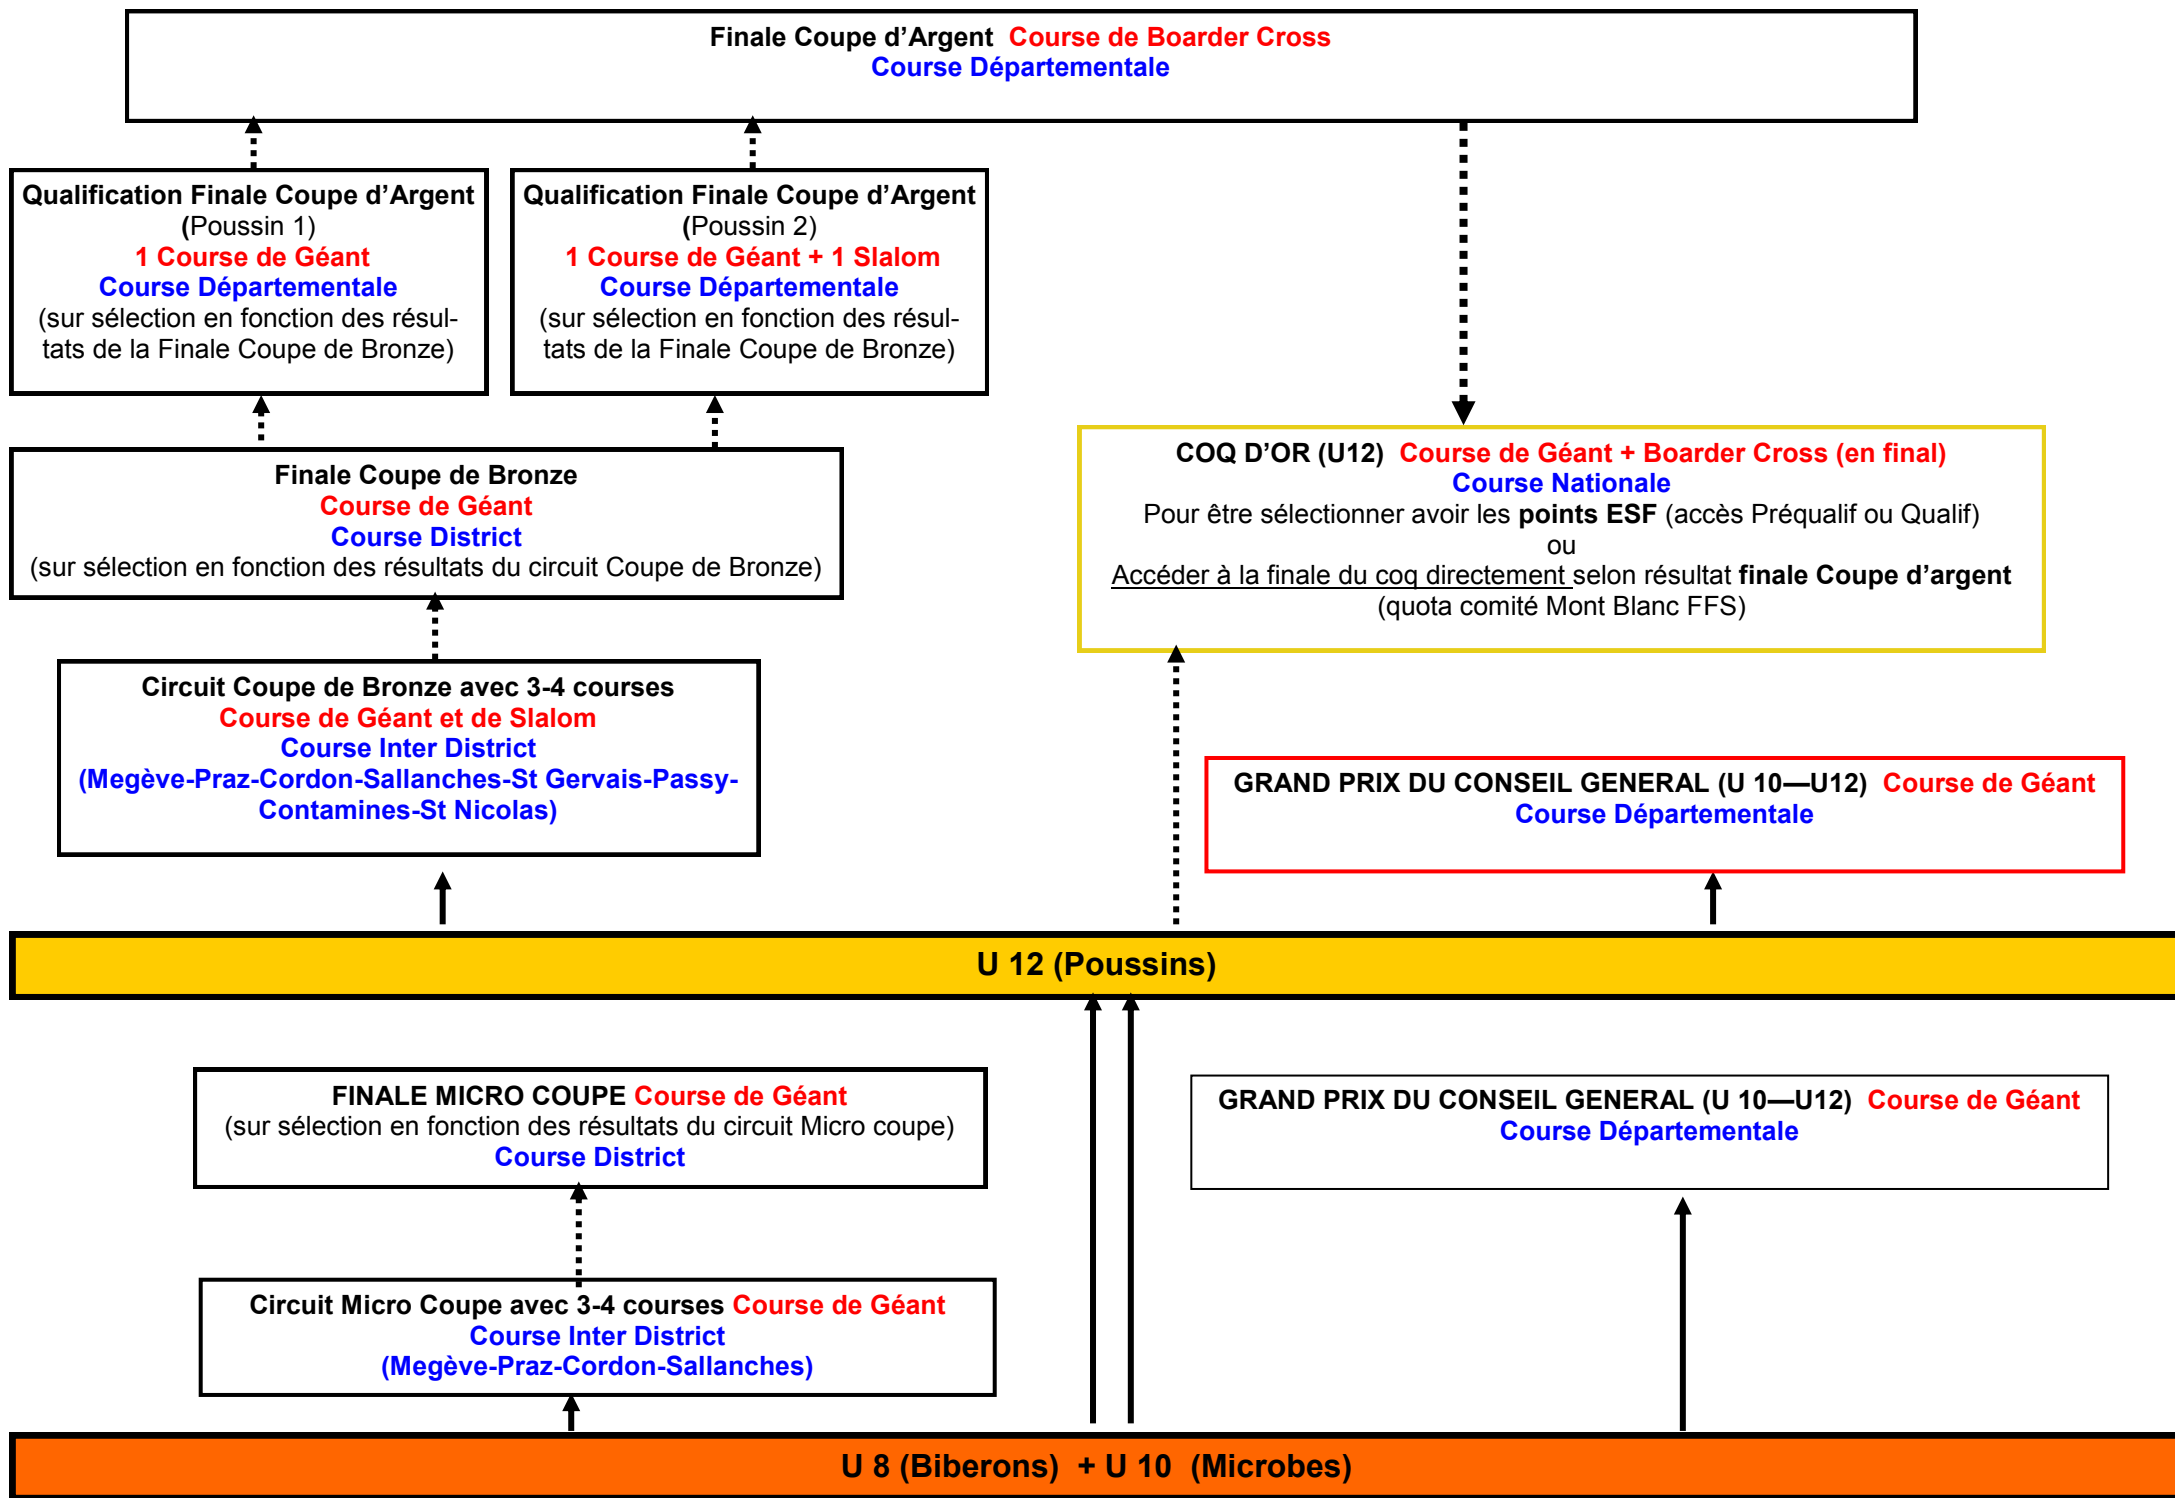 Finale Coupe d’Argent Course de Boarder Cross
Course Départementale
Qualification Finale Coupe d’Argent
(Poussin 1)
1 Course de Géant
Course Départementale
(sur sélection en fonction des résul-
tats de la Finale Coupe de Bronze)
Qualification Finale Coupe d’Argent
(Poussin 2)
1 Course de Géant + 1 Slalom
Course Départementale
(sur sélection en fonction des résul-
tats de la Finale Coupe de Bronze)
Finale Coupe de Bronze
Course de Géant
Course District
(sur sélection en fonction des résultats du circuit Coupe de Bronze)
COQ D’OR (U12) Course de Géant + Boarder Cross (en final)
Course Nationale
Pour être sélectionner avoir les points ESF (accès Préqualif ou Qualif)
ou
Accéder à la finale du coq directement selon résultat finale Coupe d’argent
(quota comité Mont Blanc FFS)
Circuit Coupe de Bronze avec 3-4 courses
Course de Géant et de Slalom
Course Inter District
(Megève-Praz-Cordon-Sallanches-St Gervais-Passy-
Contamines-St Nicolas)
GRAND PRIX DU CONSEIL GENERAL (U 10—U12) Course de Géant
Course Départementale
U 12 (Poussins)
FINALE MICRO COUPE Course de Géant
(sur sélection en fonction des résultats du circuit Micro coupe)
Course District
GRAND PRIX DU CONSEIL GENERAL (U 10—U12) Course de Géant
Course Départementale
Circuit Micro Coupe avec 3-4 courses Course de Géant
Course Inter District
(Megève-Praz-Cordon-Sallanches)
U 8 (Biberons) + U 10 (Microbes)